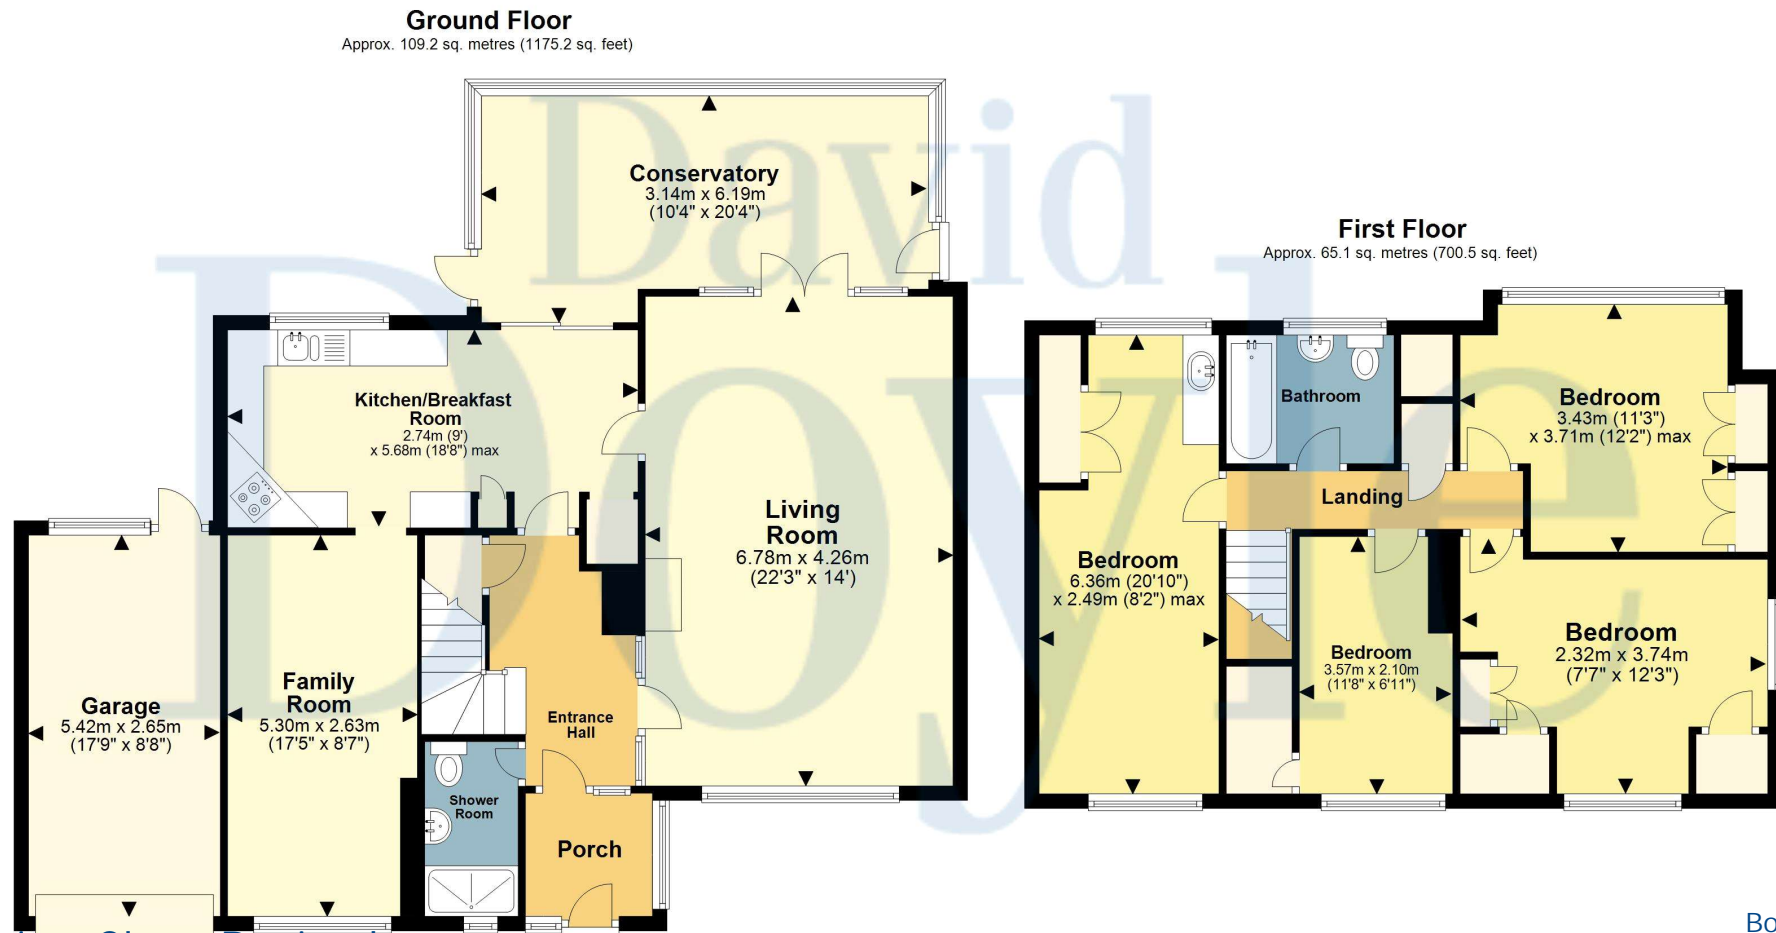 Ground Floor
Approx. 109.2 sq. metres (1175.2 sq. feet)
David
Doyle
Conservatory
3.14m x 6.19m
(10'4" x 20'4")
Kitchen/Breakfast
Room
2.74m (9')
x 5.68m (18'8") max
Living
Room
6.78m x 4.26m
(22'3" x 14')
Garage
5.42m x 2.65m
(17'9" x 8'8")
Family
Room
5.30m x 2.63m
(17'5" x 8'7")
Entrance
Hall
Shower
Room
Porch
First Floor
Approx. 65.1 sq. metres (700.5 sq. feet)
Bathroom
Bedroom
3.43m (11'3")
x 3.71m (12'2") max
Landing
Bedroom
6.36m (20'10")
x 2.49m (8'2") max
Bedroom
3.57m x 2.10m
(11'8" x 6'11")
Bedroom
2.32m x 3.74m
(7'7" x 12'3")
Bo